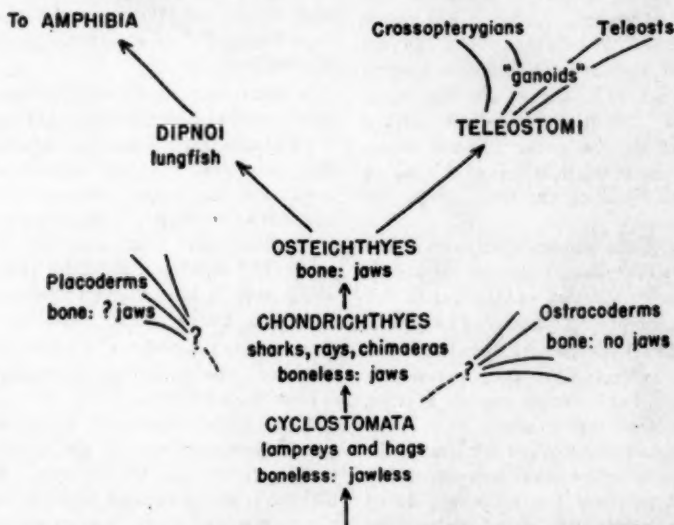 To AMPHIBIA
Crossopterygians
Teleosts
"ganoids"
DIPNOI
lungfish
TELEOSTOMI
OSTEICHTHYES
bone: jaws
Placoderms
bone: ? jaws
?
CHONDRICHTHYES
sharks, rays, chimaeras
boneless: jaws
Ostracoderms
bone: no jaws
?
CYCLOSTOMATA
lampreys and hags
boneless: jawless